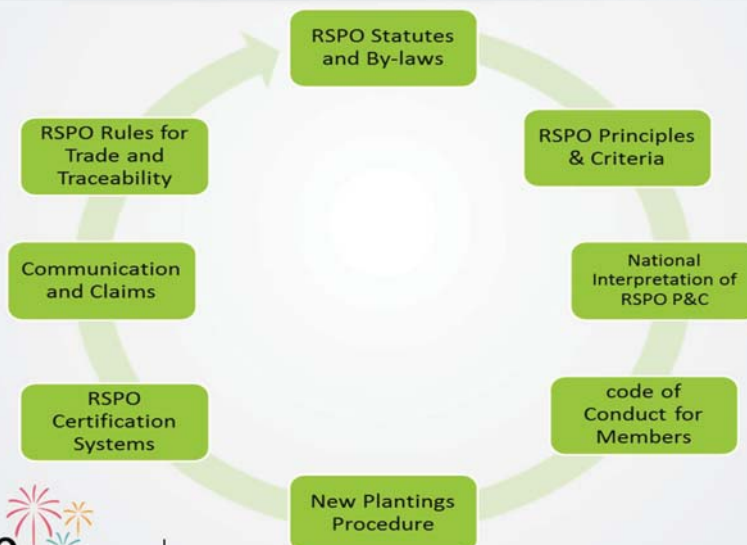 RSPO Statutes
and By-laws
RSPO Principles
& Criteria
National
Interpretation of
RSPO P&C
code of
Conduct for
Members
New Plantings
Procedure
RSPO
Certification
Systems
Communication
and Claims
RSPO Rules for
Trade and
Traceability